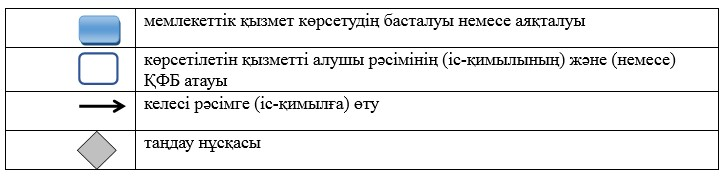 мемлекеттік қызмет көрсетудің басталуы немесе аяқталуы
көрсетілетін қызметті алушы рәсімінің (іс-қимылының) және (немесе)
ҚФБ атауы
келесі рәсімге (іс-қимылға) өту
таңдау нұсқасы